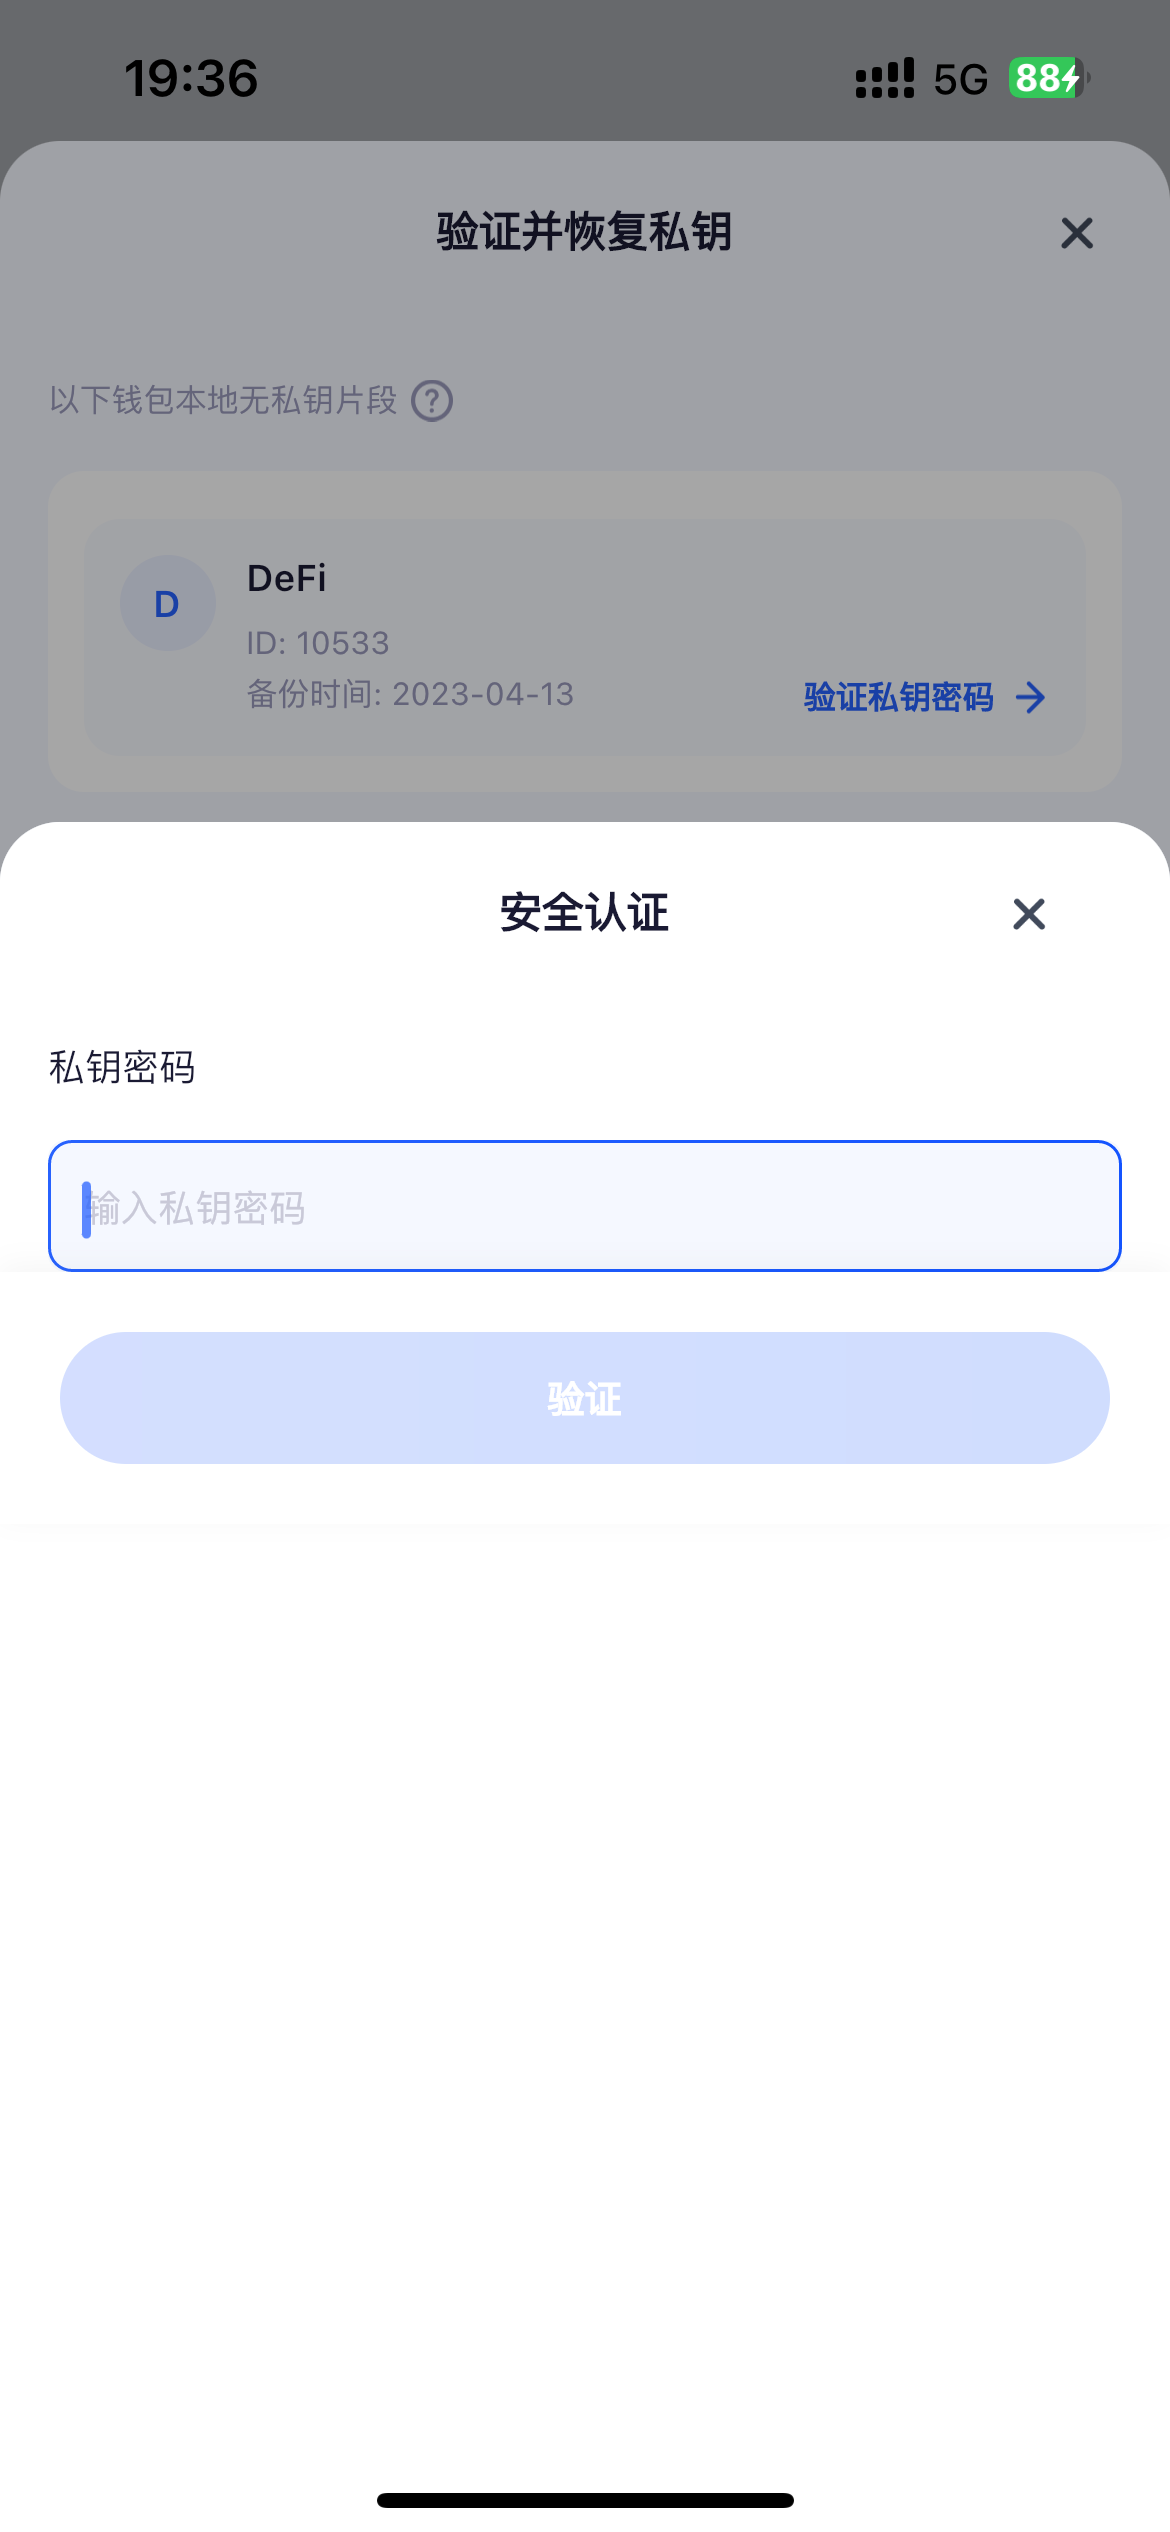 19:36
5G
88
验证并恢复私钥
以下钱包本地无私钥片段
D
DeFi
ID: 10533
备份时间: 2023-04-13
验证私钥密码
安全认证
私钥密码
输入私钥密码
验证